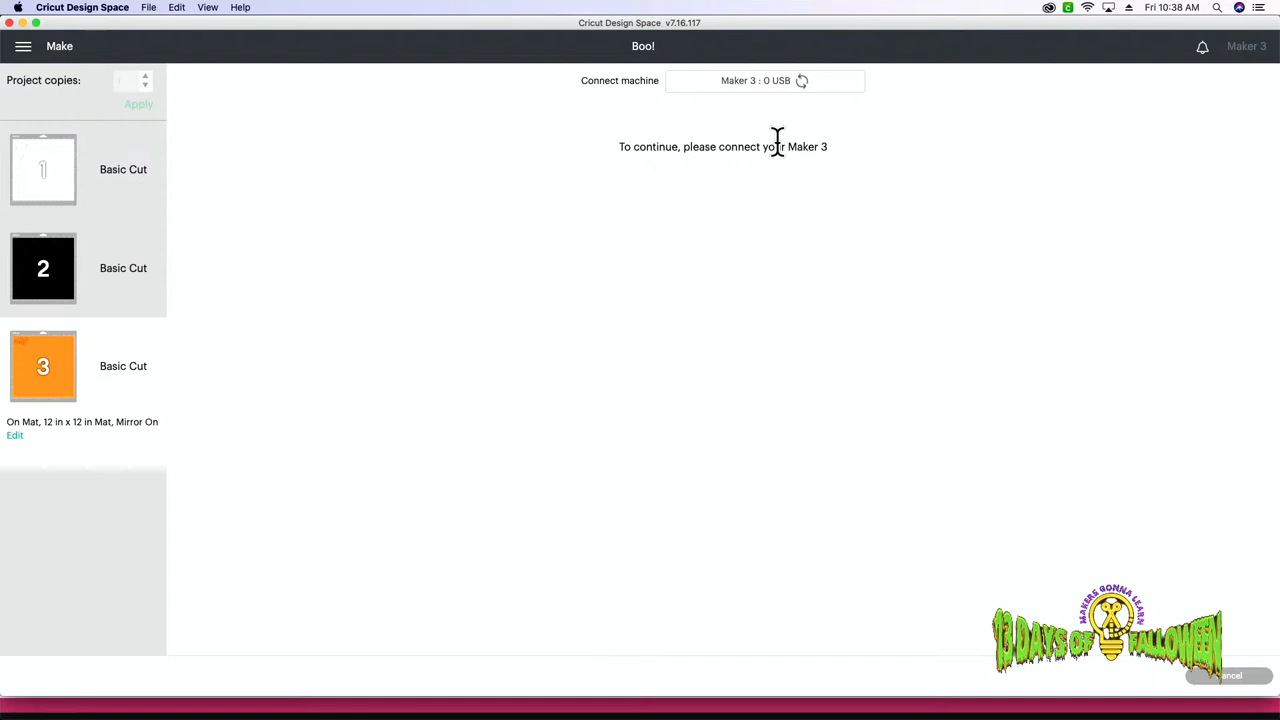 Cricut Design Space File Edit View Help Fri 10:38 AM
Cricut Design Space v7.16.117
Make Boo! Maker 3
Project copies: 1
Connect machine Maker 3 : 0 USB
Apply
To continue, please connect your Maker 3
1 Basic Cut
2 Basic Cut
3 Basic Cut
On Mat, 12 in x 12 in Mat, Mirror On
Edit
MAKERS GONNA LEARN
13 DAYS OF FALLOWEEN